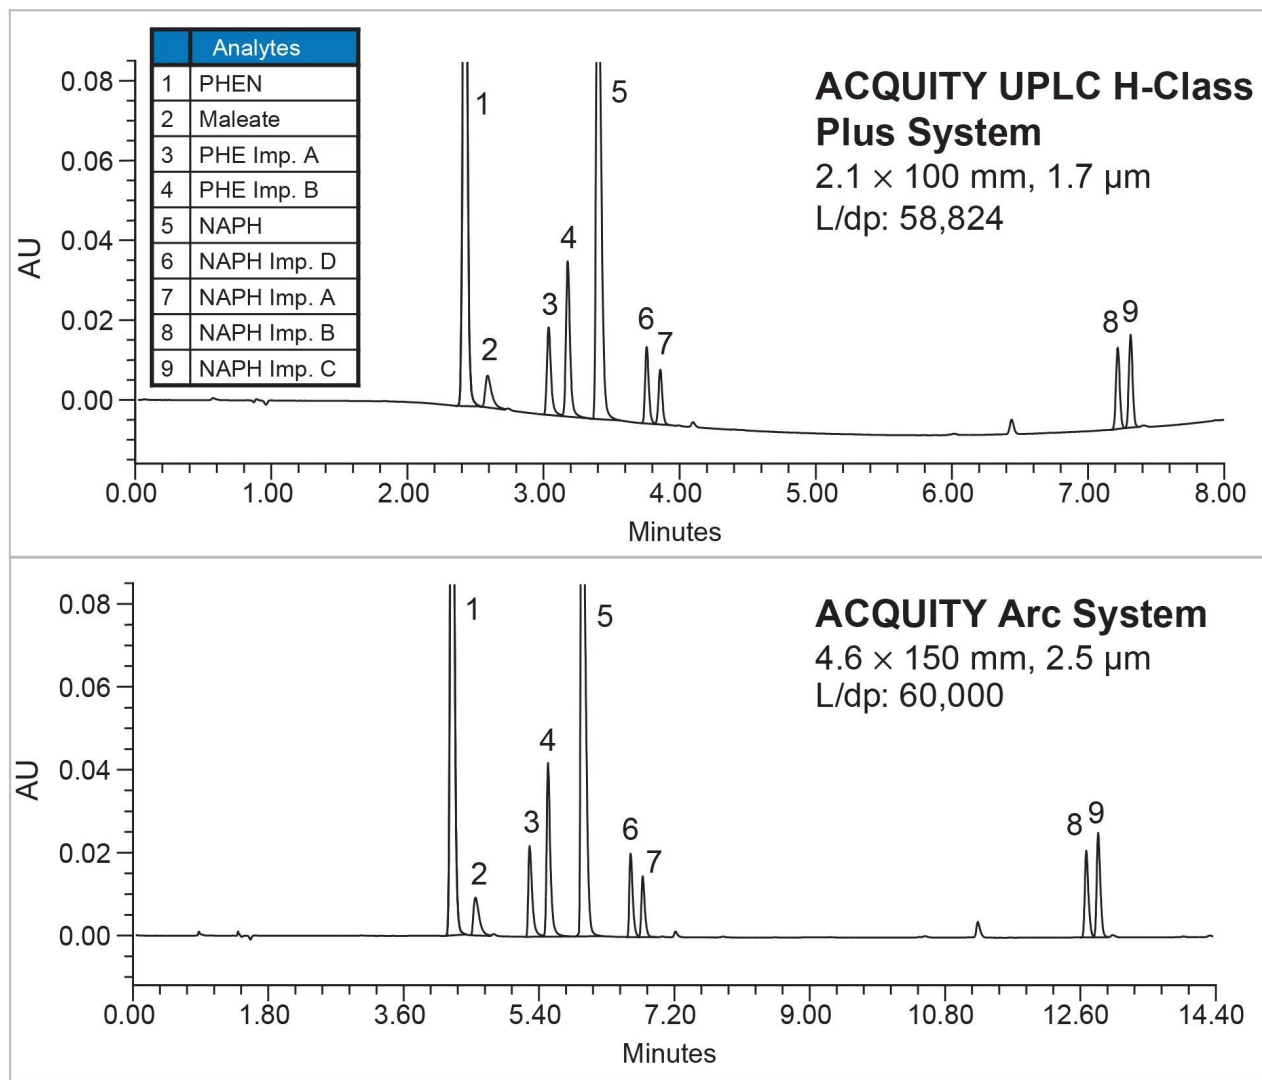 Analytes
1 PHEN
2 Maleate
3 PHE Imp. A
4 PHE Imp. B
5 NAPH
6 NAPH Imp. D
7 NAPH Imp. A
8 NAPH Imp. B
9 NAPH Imp. C
ACQUITY UPLC H-Class
Plus System
2.1 × 100 mm, 1.7 µm
L/dp: 58,824
AU
0.08
0.06
0.04
0.02
0.00
1
2
3
4
5
6
7
8
9
0.00 1.00 2.00 3.00 4.00 5.00 6.00 7.00 8.00
Minutes
ACQUITY Arc System
4.6 × 150 mm, 2.5 µm
L/dp: 60,000
AU
0.08
0.06
0.04
0.02
0.00
1
2
3
4
5
6
7
8
9
0.00 1.80 3.60 5.40 7.20 9.00 10.80 12.60 14.40
Minutes